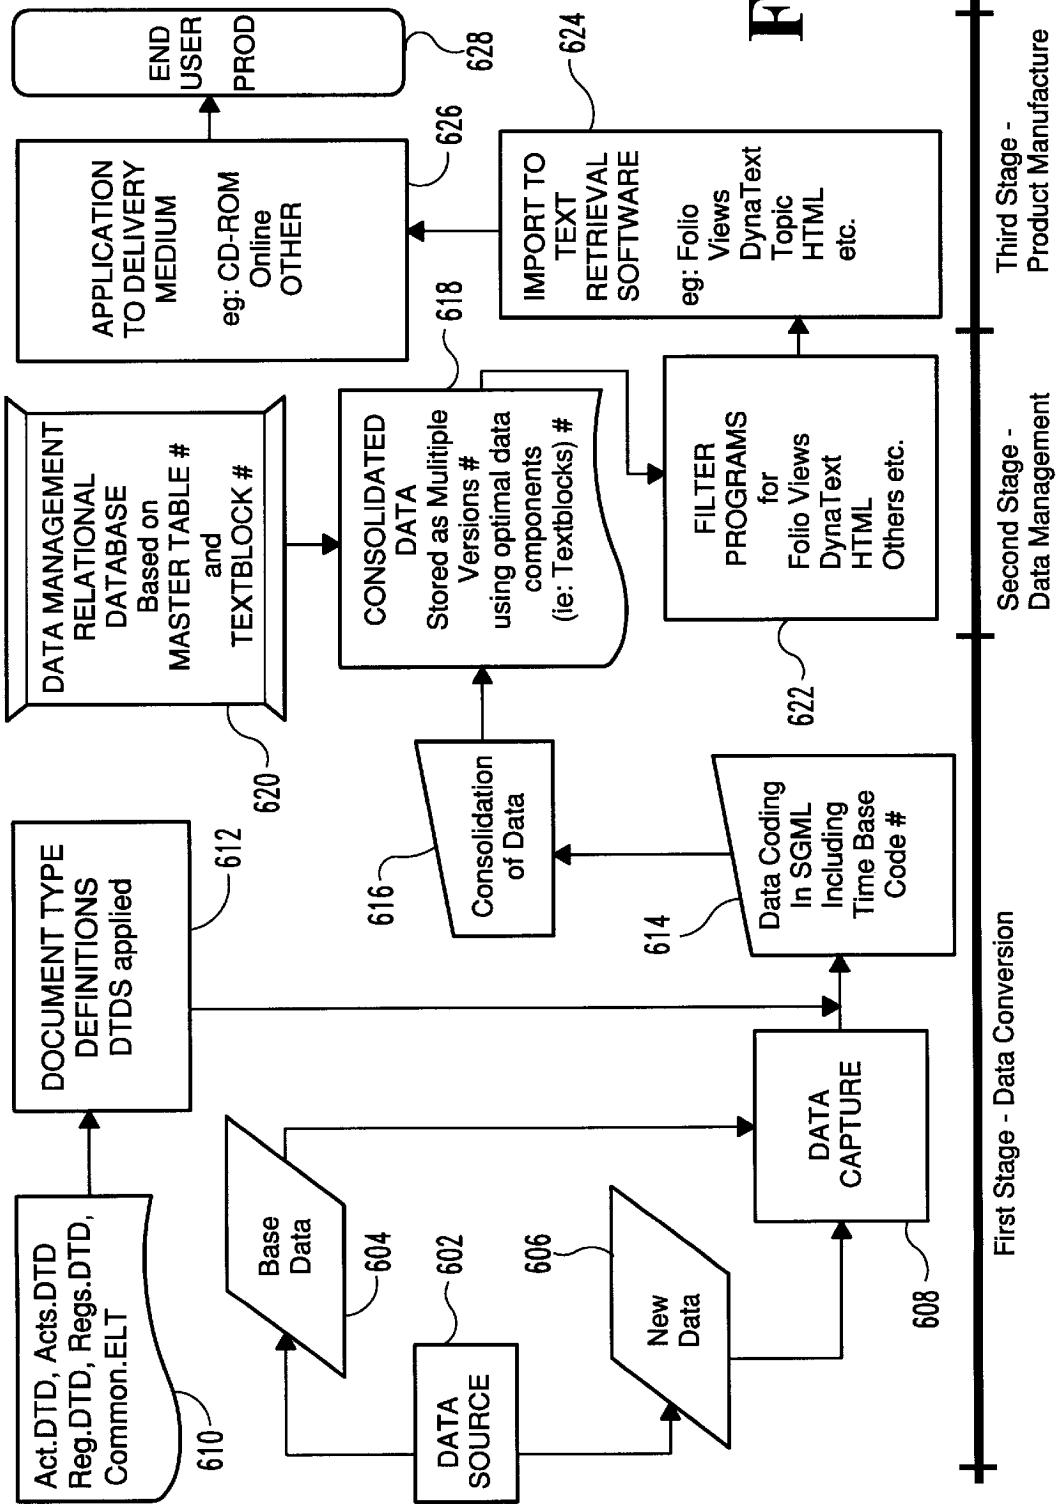 Act.DTD, Acts.DTD
Reg.DTD, Regs.DTD,
Common.ELT
610
DOCUMENT TYPE
DEFINITIONS
DTDS applied
612
DATA SOURCE
602
Base
Data
604
New
Data
606
DATA
CAPTURE
608
Data Coding
In SGML
Including
Time Base
Code #
614
Consolidation
of Data
616
DATA MANAGEMENT
RELATIONAL
DATABASE
Based on
MASTER TABLE #
and
TEXTBLOCK #
620
CONSOLIDATED
DATA
Stored as Mulitiple
Versions #
using optimal data
components
(ie: Textblocks) #
618
FILTER
PROGRAMS
for
Folio Views
DynaText
HTML
Others etc.
622
IMPORT TO
TEXT
RETRIEVAL
SOFTWARE
eg: Folio
Views
DynaText
Topic
HTML
etc.
624
APPLICATION
TO DELIVERY
MEDIUM
eg: CD-ROM
Online
OTHER
626
END
USER
PROD
628
F
First Stage - Data Conversion
Second Stage -
Data Management
Third Stage -
Product Manufacture